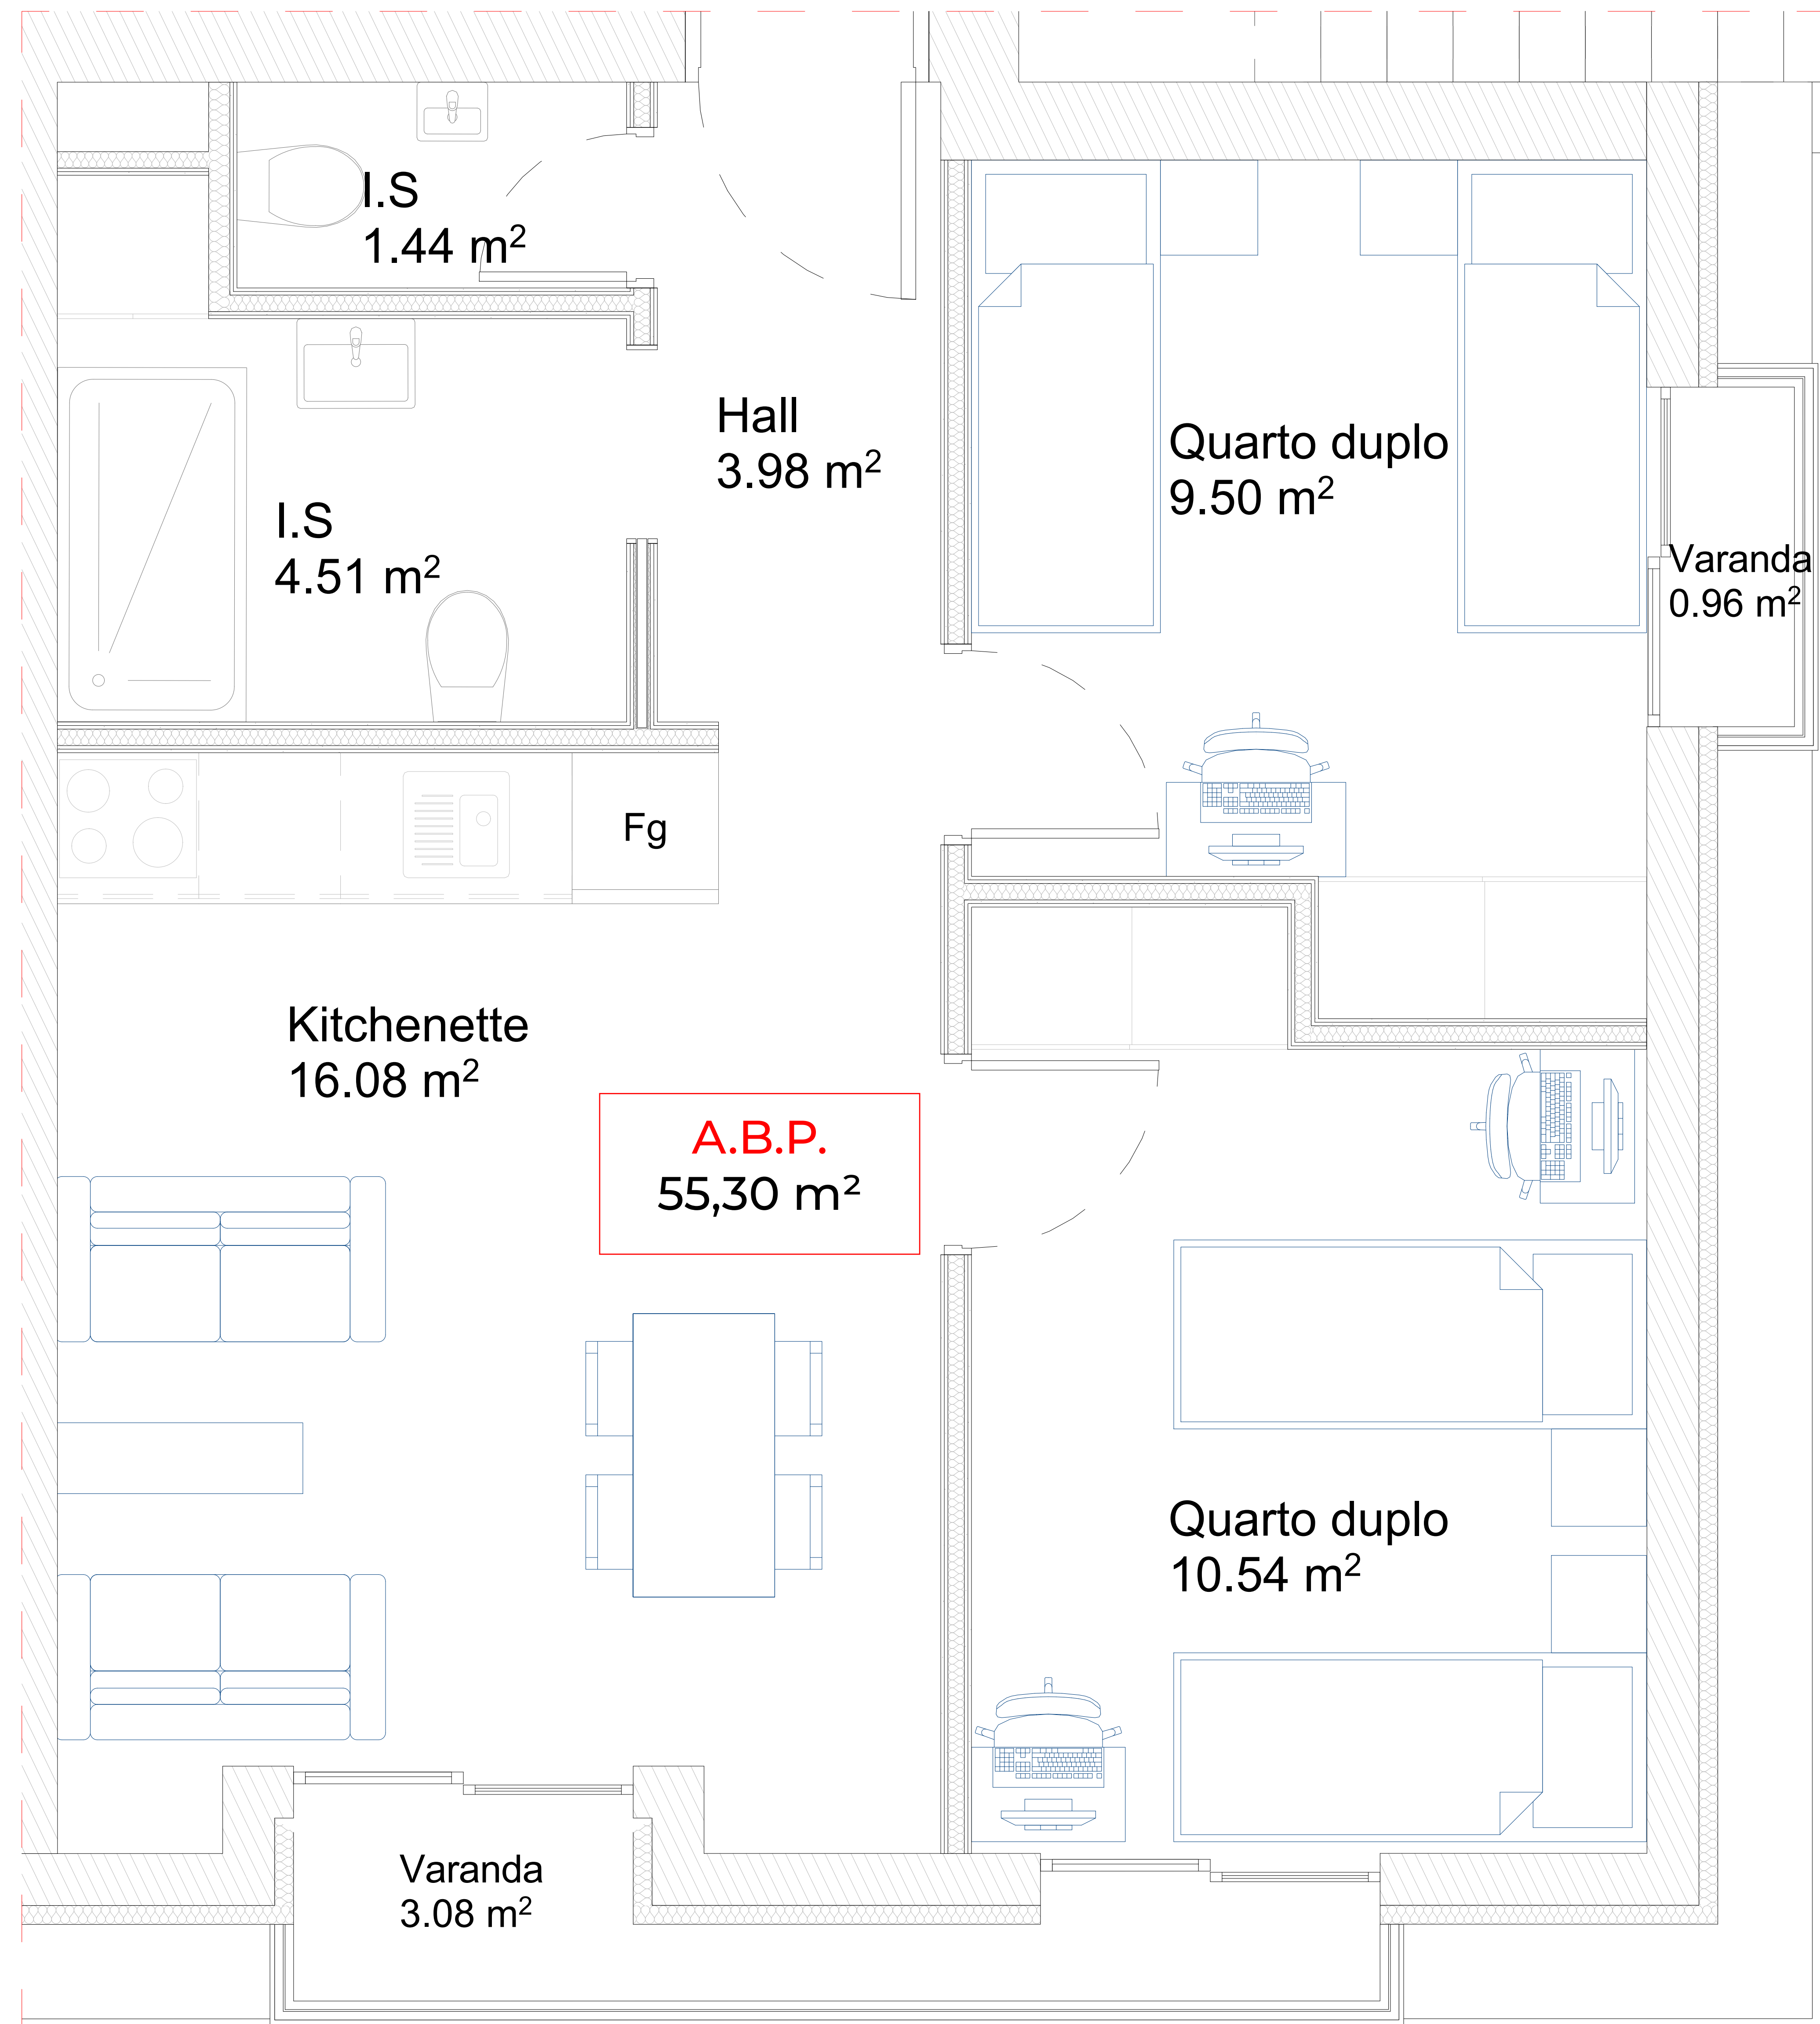 I.S
1.44 m²
Hall
3.98 m²
Quarto duplo
9.50 m²
I.S
4.51 m²
Varanda
0.96 m²
Fg
Kitchenette
16.08 m²
A.B.P.
55,30 m²
Quarto duplo
10.54 m²
Varanda
3.08 m²